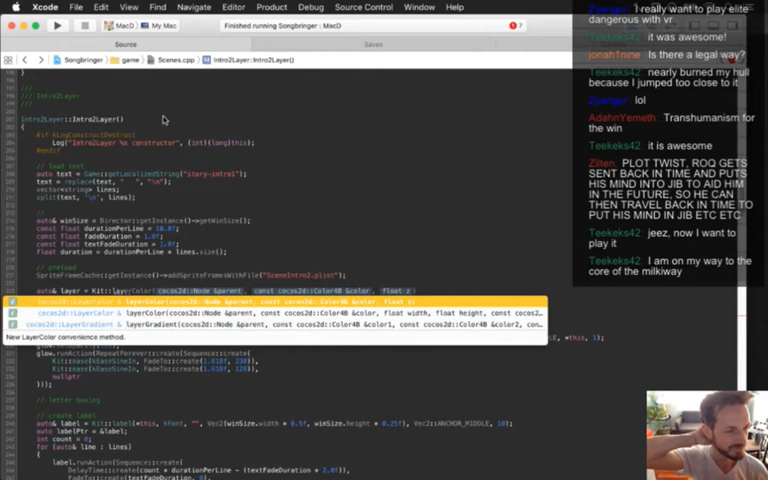 Xcode File Edit View Find Navigate Editor Product Debug Source Control Window Help
MacD My Mac
Finished running Songbringer : MacD
7
Source
Saves
Songbringer game Scenes.cpp Intro2Layer::Intro2Layer()
}
///
/// Intro2Layer
///
Intro2Layer::Intro2Layer()
{
#if kLogConstructDestruct
Log("Intro2Layer %x constructor", (int)(long)this);
#endif
// load text
auto text = Game::getLocalizedString("story-intro1");
vector<string> lines;
split(text, '\n', lines);
//
auto& winSize = Director::getInstance()->getWinSize();
const float durationPerLine = 10.0f;
const float fadeDuration = 1.0f;
const float textFadeDuration = 1.0f;
float duration = durationPerLine * lines.size();
// preload
SpriteFrameCache::getInstance()->addSpriteFramesWithFile("SceneIntro2.plist");
auto& layer = Kit::layerColor(cocos2d::Node &parent, const cocos2d::Color4B &color, float z)
cocos2d::LayerColor & layerColor(cocos2d::Node &parent, const cocos2d::Color4B &color, float z)
cocos2d::LayerColor & layerColor(cocos2d::Node &parent, const cocos2d::Color4B &color, float width, float height, const cocos2...
cocos2d::LayerGradient & layerGradient(cocos2d::Node &parent, const cocos2d::Color4B &color1, const cocos2d::Color4B &color2, con...
New LayerColor convenience method.
glow.runAction(RepeatForever::create(Sequence::create(
Kit::ease(kEaseSineIn, FadeTo::create(1.618f, 230)
Kit::ease(kEaseSineIn, FadeTo::create(1.618f, 128)
nullptr
)));
// letter boxing
// create label
auto& label = Kit::label(*this, kFont, "", Vec2(winSize.width * 0.5f, winSize.height * 0.25f), Vec2::ANCHOR_MIDDLE, 10);
auto labelPtr = &label;
int count = 0;
for (auto& line : lines)
{
label.runAction(Sequence::create(
DelayTime::create(count * durationPerLine - (textFadeDuration * 2.0f)),
FadeTo::create(textFadeDuration, 0),
Zyangur: I really want to play elite
dangerous with vr
Teekeks42: it was awesome!
jonah1nine: Is there a legal way?
Teekeks42: nearly burned my hull
because I jumped too close to it
Zyangur: lol
AdahnYemeth: Transhumanism for
the win
Teekeks42: it is awesome
Zilten: PLOT TWIST, ROQ GETS
SENT BACK IN TIME AND PUTS
HIS MIND INTO JIB TO AID HIM
IN THE FUTURE, SO HE CAN
THEN TRAVEL BACK IN TIME TO
PUT HIS MIND IN JIB ETC ETC
Teekeks42: jeez, now I want to
play it
Teekeks42: I am on my way to the
core of the milkiway